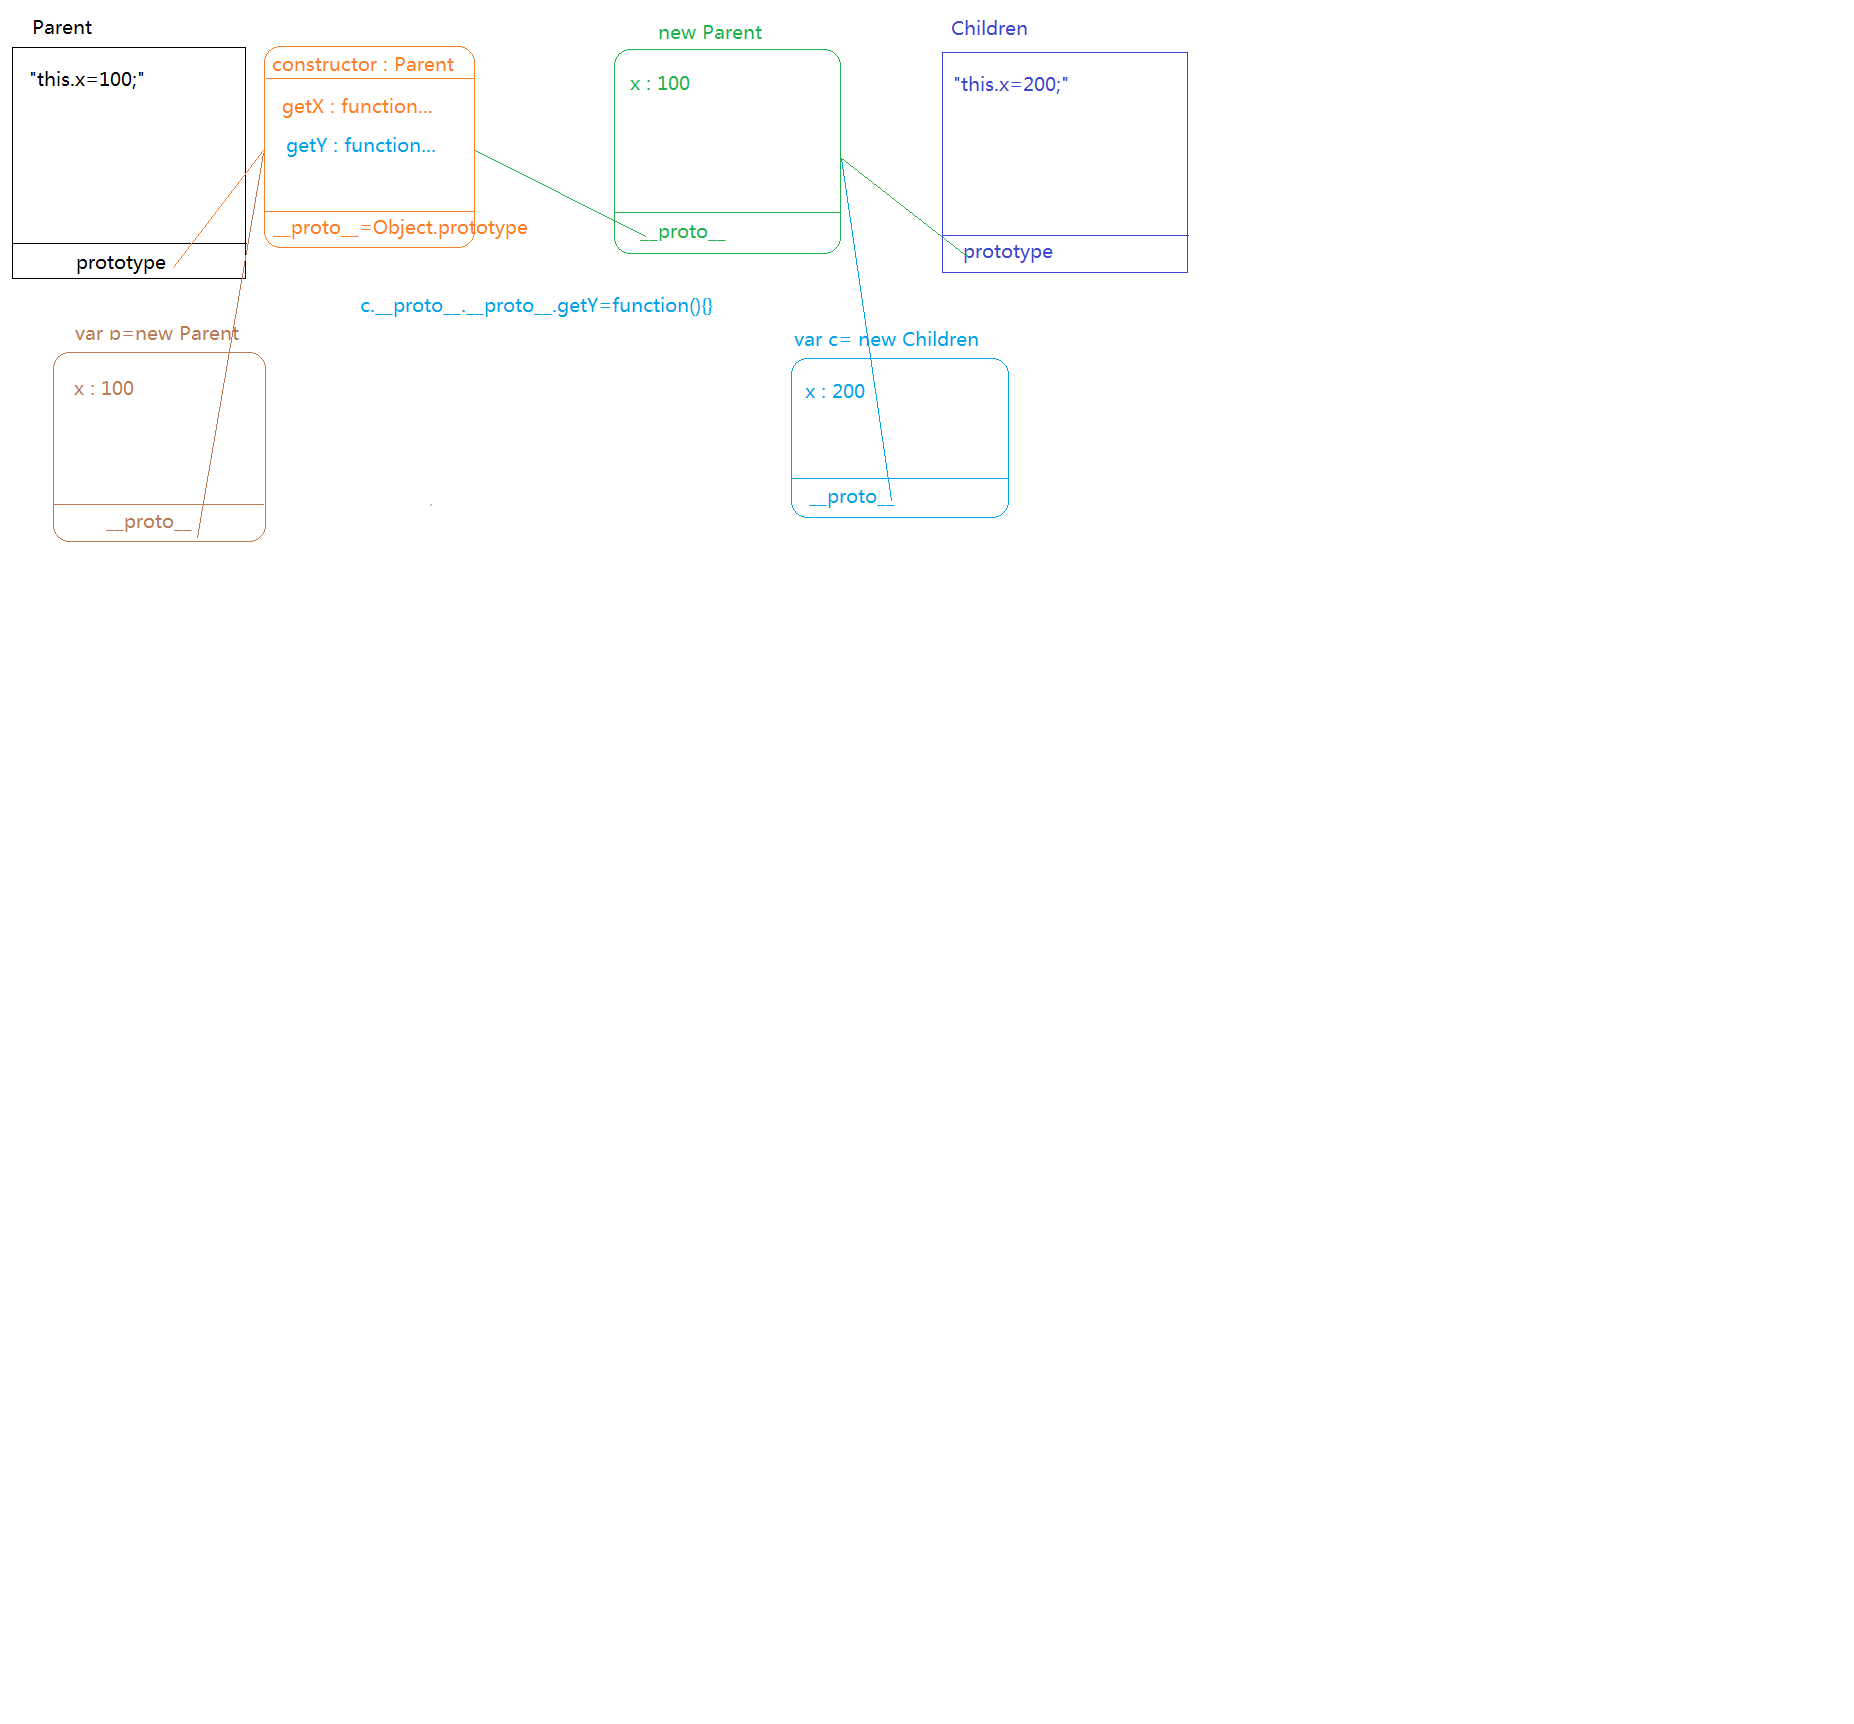 Parent
"this.x=100;"
prototype
constructor : Parent
getX : function...
getY : function...
__proto__=Object.prototype
new Parent
x : 100
__proto__
Children
"this.x=200;"
prototype
c.__proto__.__proto__.getY=function(){}
var p=new Parent
x : 100
__proto__
var c= new Children
x : 200
__proto__